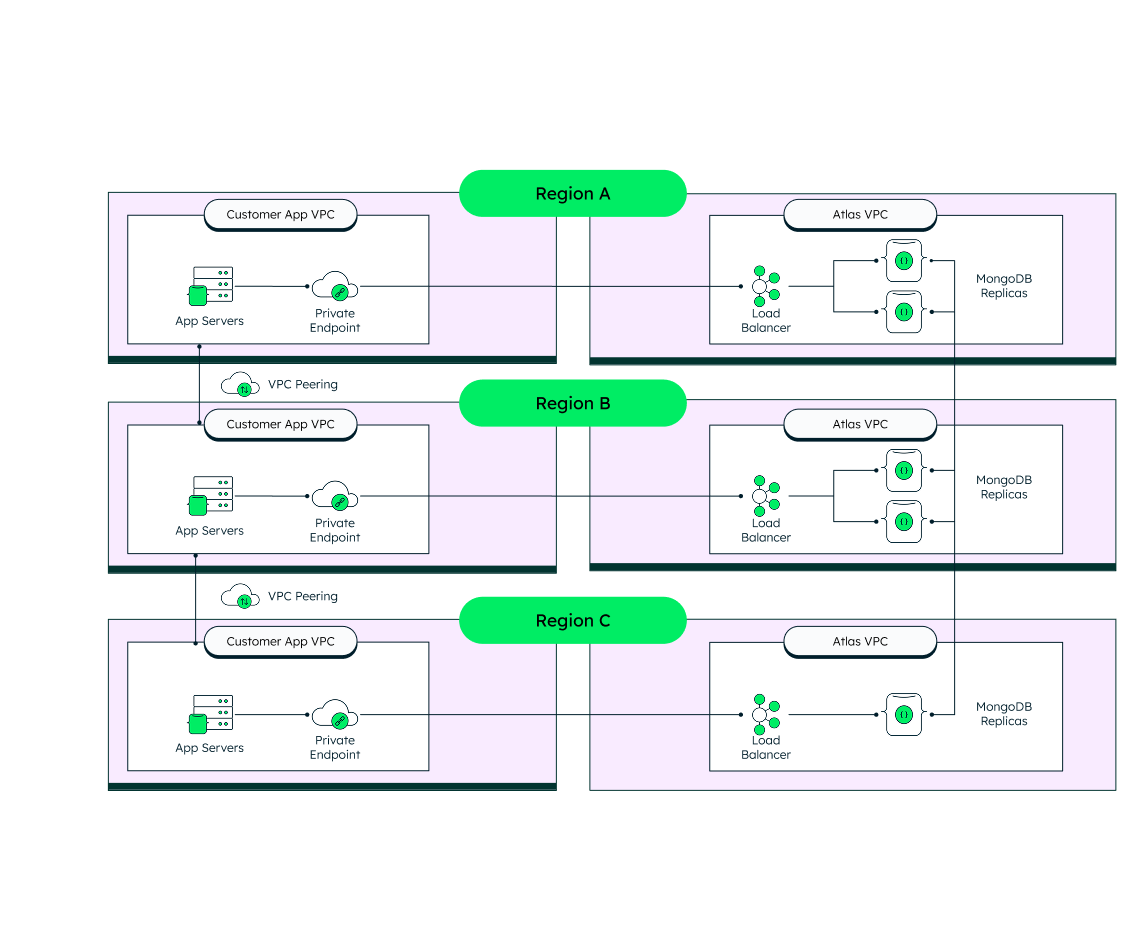 Region A
Customer App VPC
Atlas VPC
App Servers
Private
Endpoint
Load
Balancer
{}
{}
MongoDB
Replicas
VPC Peering
Region B
Customer App VPC
Atlas VPC
App Servers
Private
Endpoint
Load
Balancer
{}
{}
MongoDB
Replicas
VPC Peering
Region C
Customer App VPC
Atlas VPC
App Servers
Private
Endpoint
Load
Balancer
{}
MongoDB
Replicas